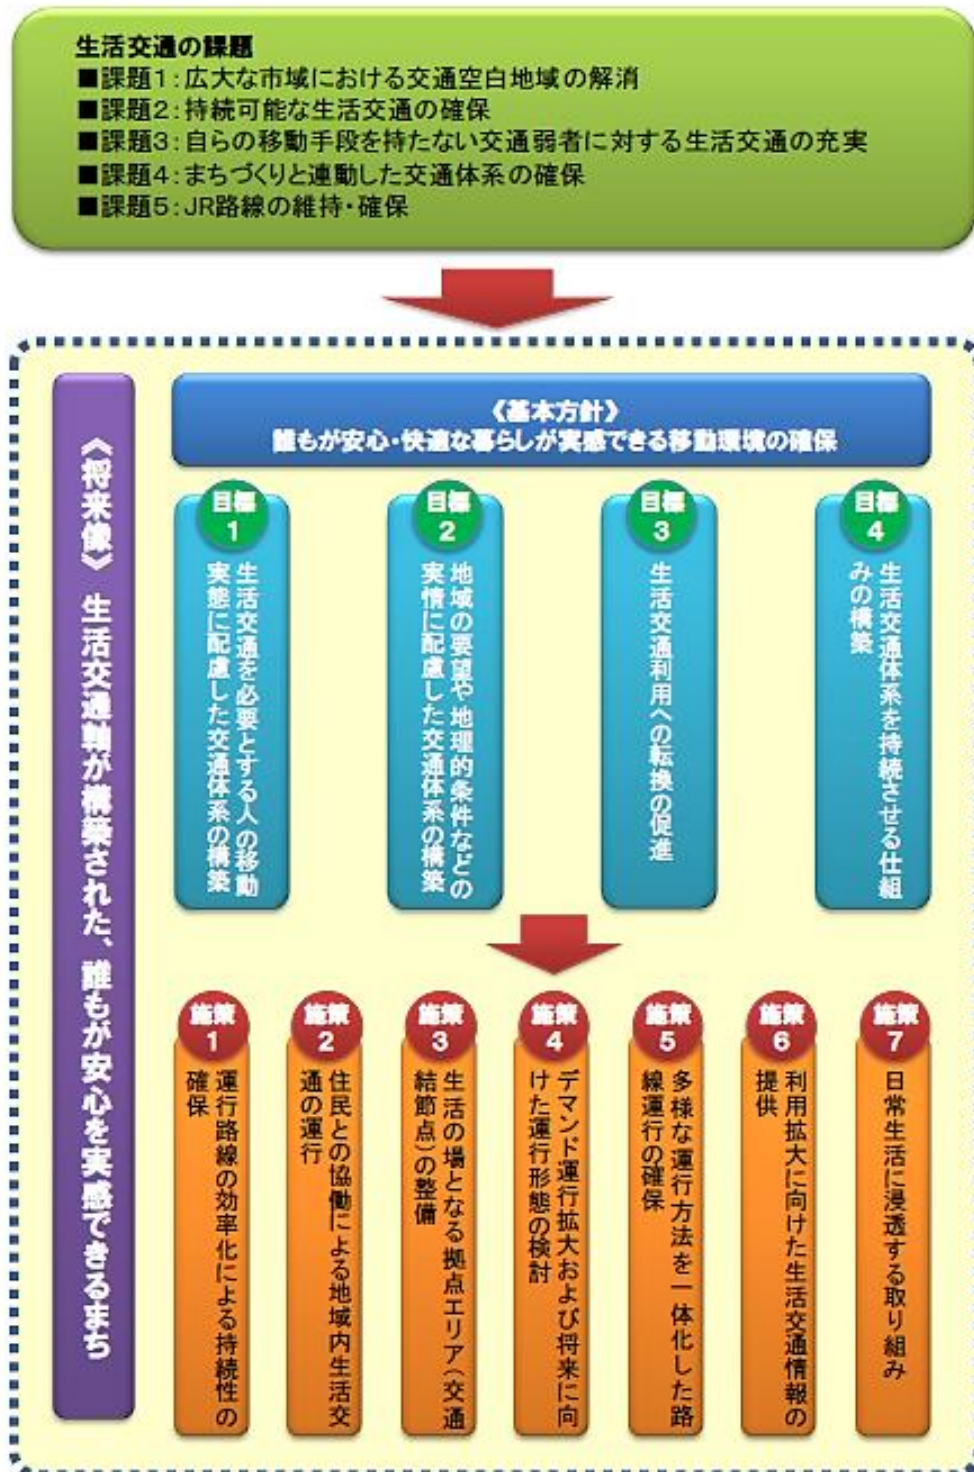 生活交通の課題
■課題1：広大な市域における交通空白地域の解消
■課題2：持続可能な生活交通の確保
■課題3：自らの移動手段を持たない交通弱者に対する生活交通の充実
■課題4：まちづくりと連動した交通体系の確保
■課題5：JR路線の維持・確保
《将来像》 生活交通軸が構築された、誰もが安心を実感できるまち
《基本方針》
誰もが安心・快適な暮らしが実感できる移動環境の確保
目標
1
生活交通を必要とする人の移動
実態に配慮した交通体系の構築
目標
2
地域の要望や地理的条件などの
実情に配慮した交通体系の構築
目標
3
生活交通利用への転換の促進
目標
4
生活交通体系を持続させる仕組
みの構築
施策
1
運行路線の効率化による持続性の
確保
施策
2
住民との協働による地域内生活交
通の運行
施策
3
生活の場となる拠点エリア（交通
結節点）の整備
施策
4
デマンド運行拡大および将来に向
けた運行形態の検討
施策
5
多様な運行方法を一体化した路
線運行の確保
施策
6
利用拡大に向けた生活交通情報の
提供
施策
7
日常生活に浸透する取り組み